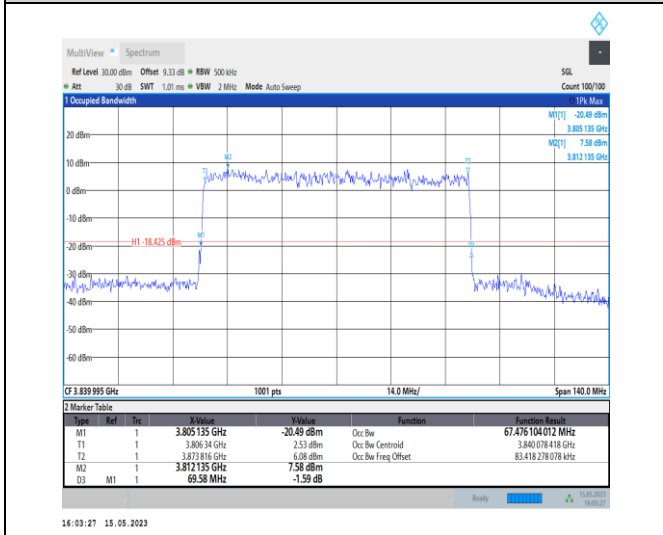 MultiView Spectrum
Ref Level 30.00 dBm Offset 9.33 dB RBW 500 kHz SGL
Att 30 dB SWT 1.01 ms VBW 2 MHz Mode Auto Sweep Count 100/100
1 Occupied Bandwidth 1Pk Max
M1[1] -20.49 dBm
3.805 135 GHz
20 dBm
M2[1] 7.58 dBm
3.812 135 GHz
M2
10 dBm
T1 T2
0 dBm
-10 dBm
M1
H1 -18.425 dBm
-20 dBm
D3
-30 dBm
-40 dBm
-50 dBm
-60 dBm
CF 3.839 995 GHz 1001 pts 14.0 MHz/ Span 140.0 MHz
2 Marker Table
Type Ref Trc X-Value Y-Value Function Function Result
M1 1 3.805 135 GHz -20.49 dBm Occ Bw 67.476 104 012 MHz
T1 1 3.806 34 GHz 2.53 dBm Occ Bw Centroid 3.840 078 418 GHz
T2 1 3.873 816 GHz 6.08 dBm Occ Bw Freq Offset 83.418 278 078 kHz
M2 1 3.812 135 GHz 7.58 dBm
D3 M1 1 69.58 MHz -1.59 dB
Ready 15.05.2023
16:03:27
16:03:27 15.05.2023